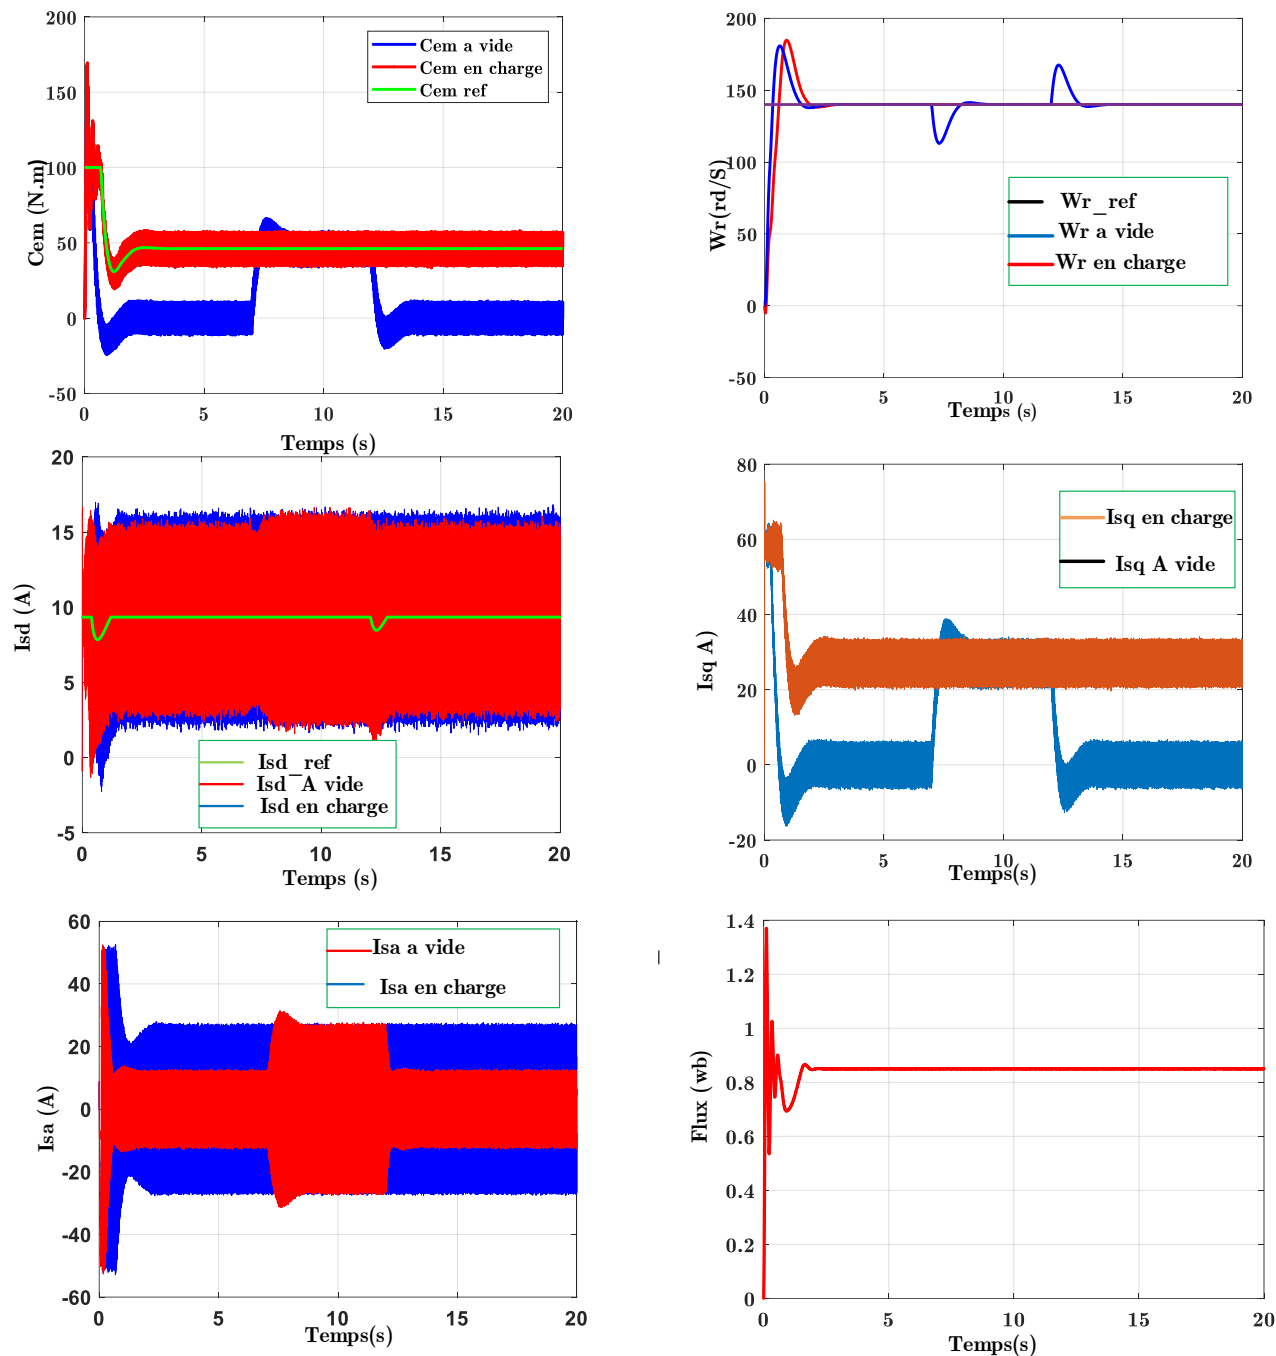 200
150
100
50
0
-50
Cem (N.m)
Cem a vide
Cem en charge
Cem ref
0 5 10 15 20
Temps (s)
200
150
100
50
0
-50
Wr(rd/S)
Wr_ref
Wr a vide
Wr en charge
0 5 10 15 20
Temps (s)
20
15
10
5
0
-5
Isd (A)
Isd_ref
Isd_A vide
Isd en charge
0 5 10 15 20
Temps (s)
80
60
40
20
0
-20
Isq A)
Isq en charge
Isq A vide
0 5 10 15 20
Temps(s)
60
40
20
0
-20
-40
-60
Isa (A)
Isa a vide
Isa en charge
0 5 10 15 20
Temps(s)
_
1.4
1.2
1
0.8
0.6
0.4
0.2
0
Flux (wb)
0 5 10 15 20
Temps(s)